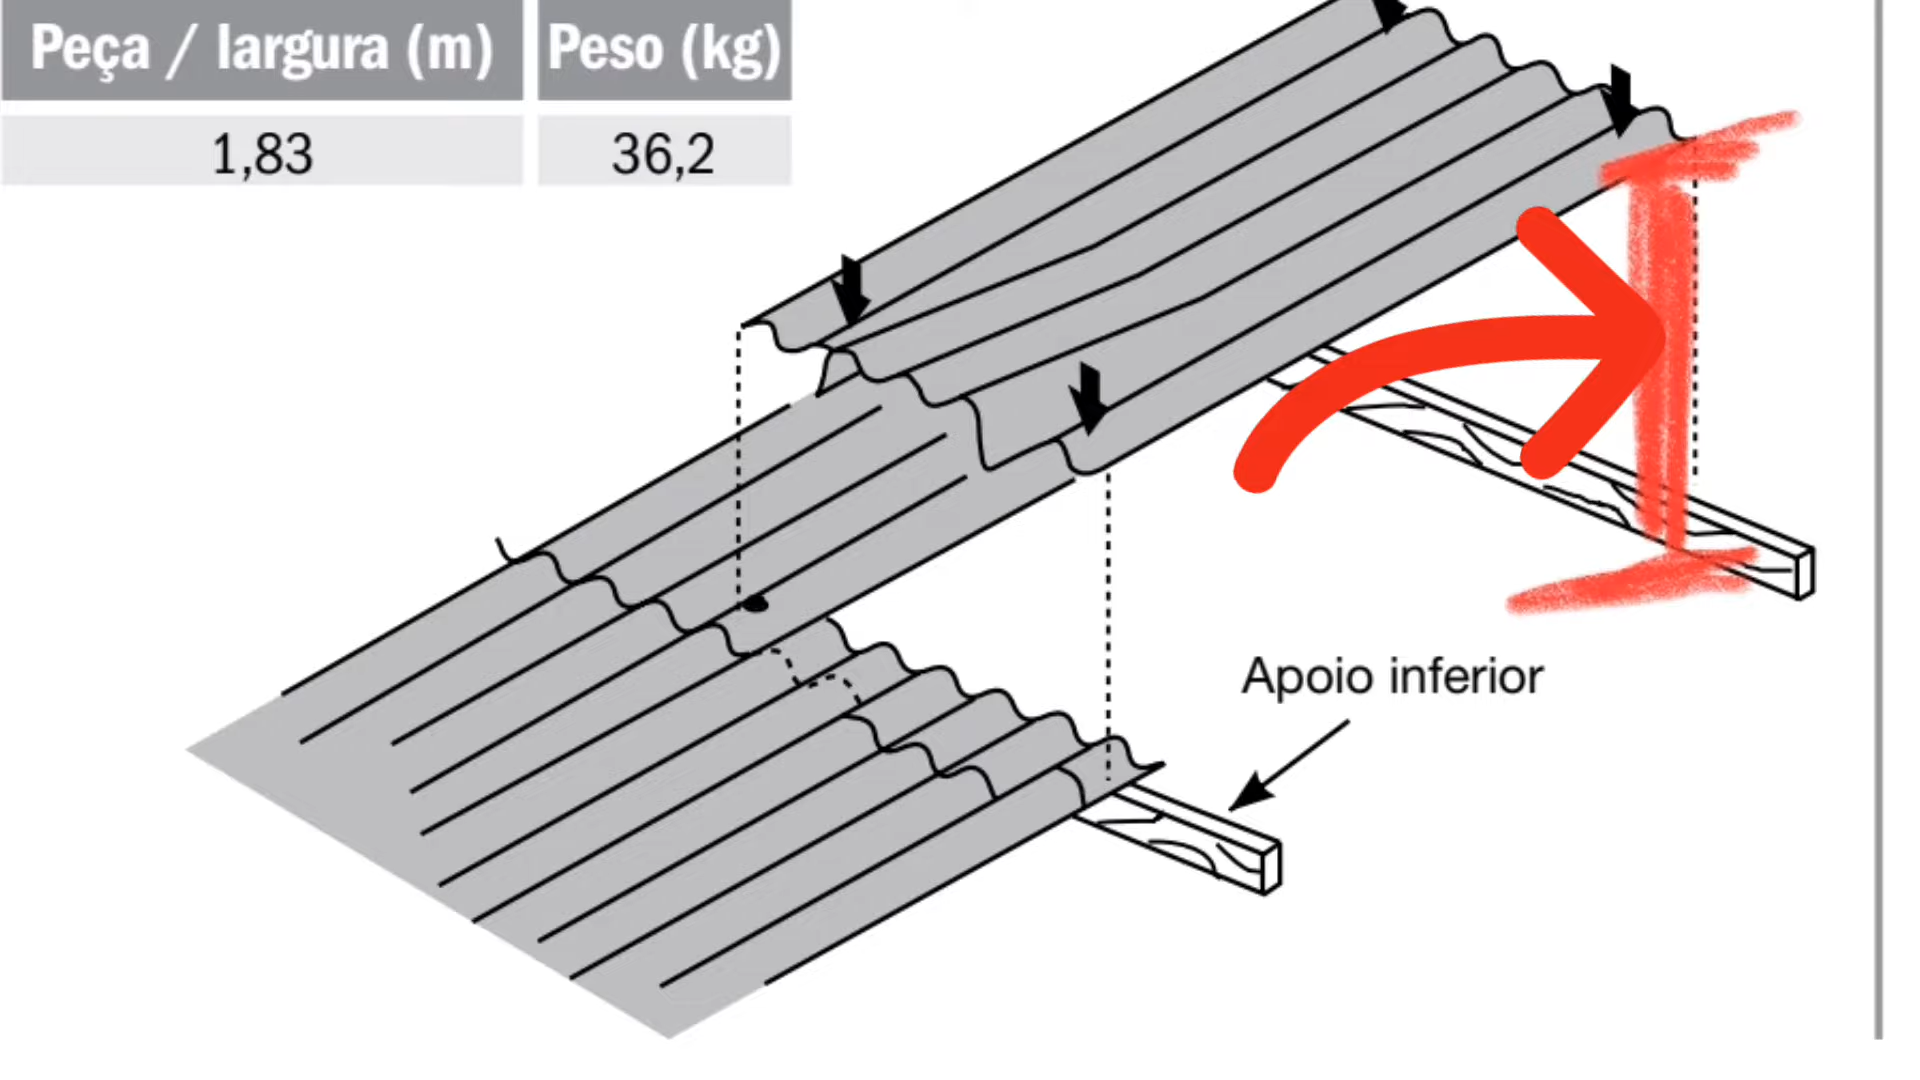 Peça / largura (m) Peso (kg)
1,83 36,2
Apoio inferior